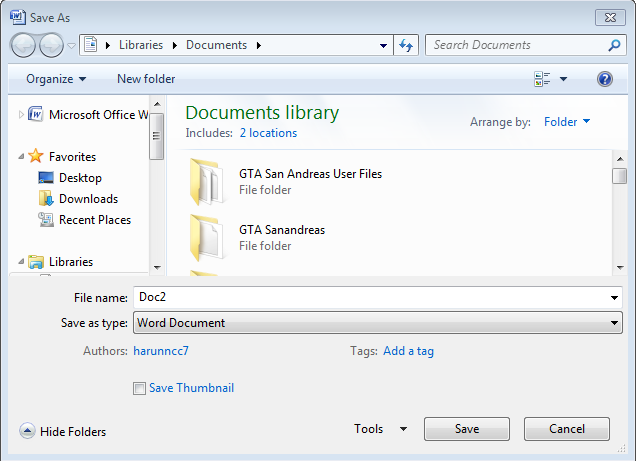 Save As
Libraries Documents
Search Documents
Organize New folder
Microsoft Office W
Favorites
Desktop
Downloads
Recent Places
Libraries
Documents library
Includes: 2 locations
Arrange by: Folder
GTA San Andreas User Files
File folder
GTA Sanandreas
File folder
File name: Doc2
Save as type: Word Document
Authors: harunncc7 Tags: Add a tag
Save Thumbnail
Hide Folders Tools Save Cancel